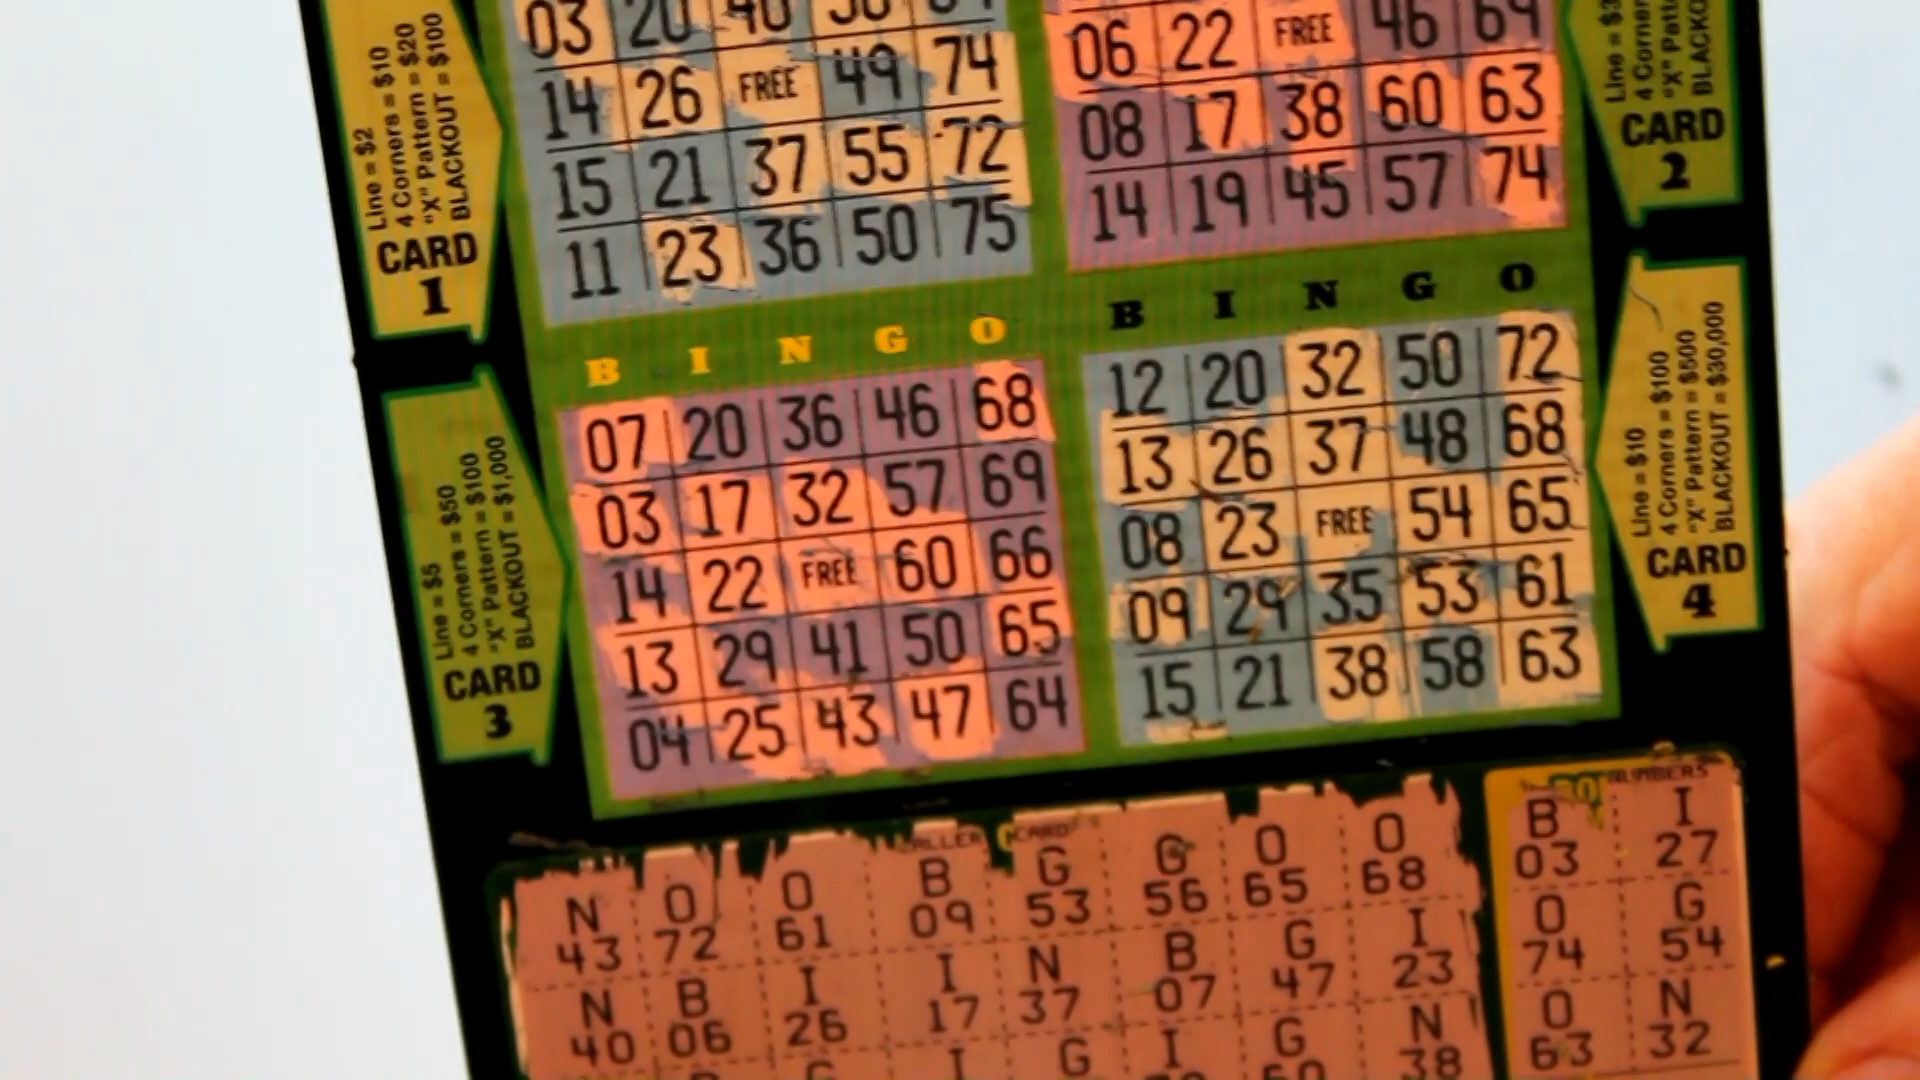 03 20 40
14 26 FREE 49 74
15 21 37 55 72
11 23 36 50 75
Line = $2
4 Corners = $10
"X" Pattern = $20
BLACKOUT = $100
CARD
1
06 22 FREE 46 69
08 17 38 60 63
14 19 45 57 74
4 Corner
"X" Patte
BLACKO
CARD
2
B I N G O
07 20 36 46 68
03 17 32 57 69
14 22 FREE 60 66
13 29 41 50 65
04 25 43 47 64
Line = $5
4 Corners = $50
"X" Pattern = $100
BLACKOUT = $1,000
CARD
3
B I N G O
12 20 32 50 72
13 26 37 48 68
08 23 FREE 54 65
09 29 35 53 61
15 21 38 58 63
Line = $10
4 Corners = $100
"X" Pattern = $500
BLACKOUT = $30,000
CARD
4
CARD
N O O B G G O O
43 72 61 09 53 56 65 68
N B I I N B G I
40 06 26 17 37 07 47 23
I G I G N
60 38
NUMBERS
B I
03 27
O G
74 54
O N
63 32